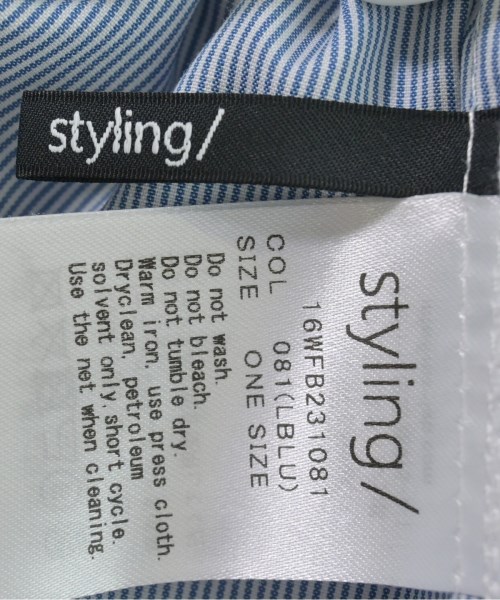 styling/
styling/
16WFB231081
COL 081(LBLU)
SIZE ONE SIZE
Do not wash.
Do not bleach.
Do not tumble dry.
Warm iron, use press cloth.
Dryclean, petroleum
solvent only, short cycle.
Use the net when cleaning.